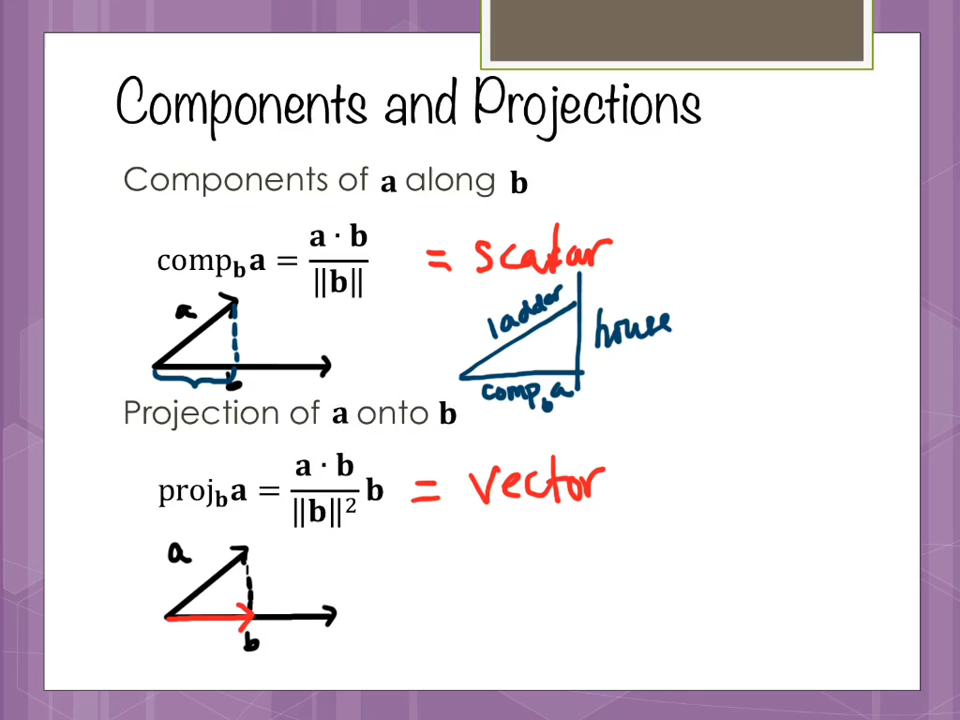 Components and Projections
Components of a along b
comp_b a = (a · b) / ||b|| = scalar
a
b
ladder
house
comp_b a
Projection of a onto b
proj_b a = (a · b) / ||b||² b = vector
a
b